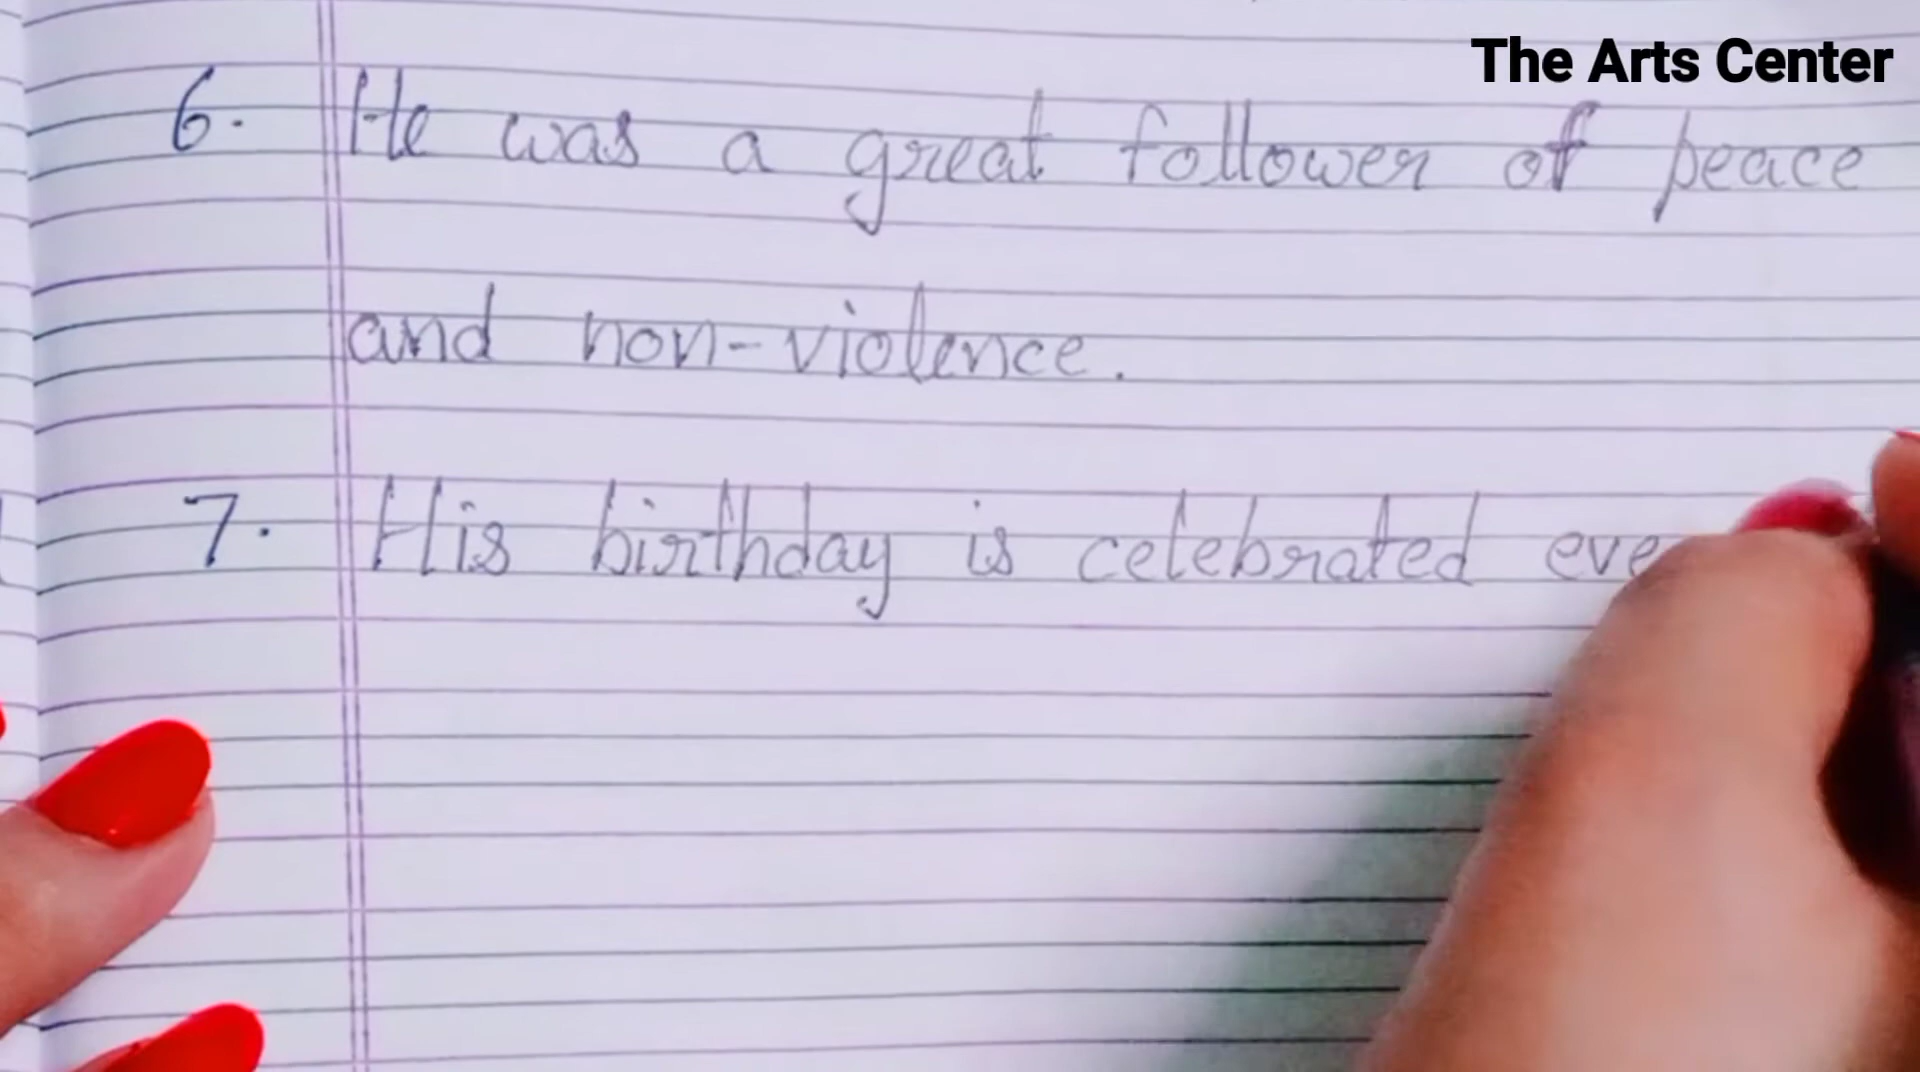 The Arts Center
6. He was a great follower of peace
and non-violence.
7. His birthday is celebrated eve